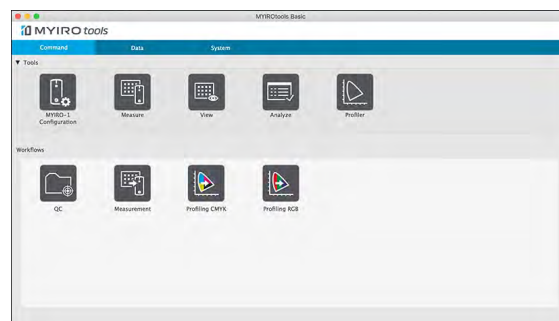 MYIROtools Basic
MYIRO tools
Command Data System
▼ Tools
MYIRO-1 Configuration
Measure
View
Analyze
Profiler
Workflows
QC
Measurement
Profiling CMYK
Profiling RGB